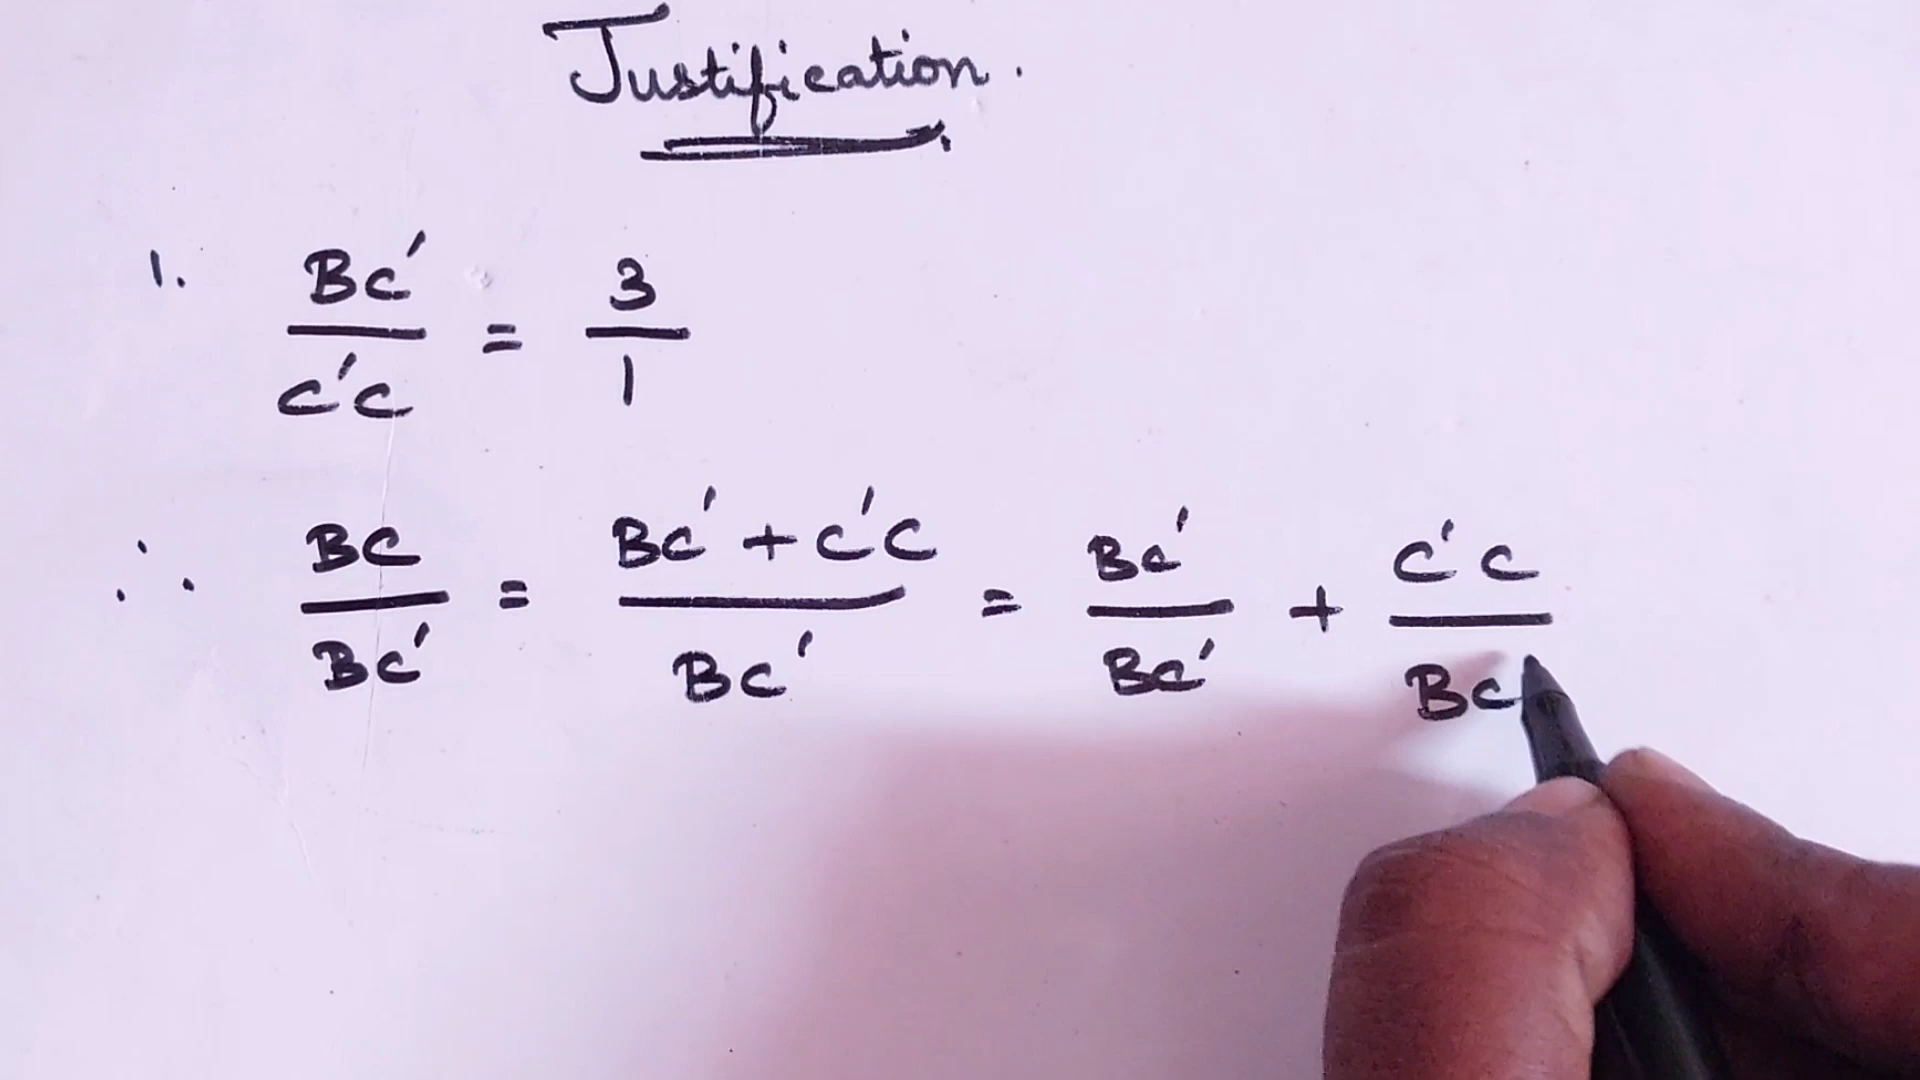 Justification.
1. BC'/C'C = 3/1
∴ BC/BC' = BC' + C'C/BC' = BC'/BC' + C'C/BC